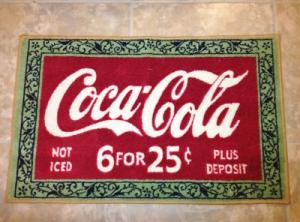 Coca-Cola
NOT ICED
6 FOR 25¢
PLUS DEPOSIT